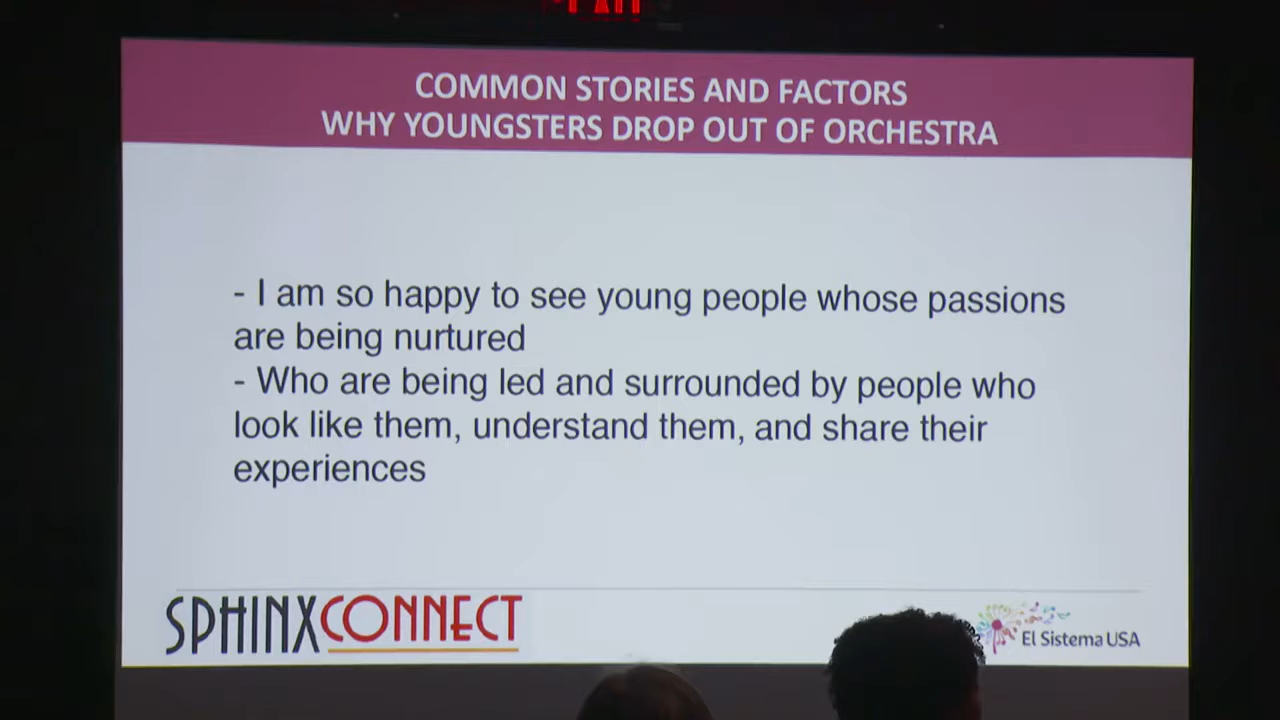 EXIT
COMMON STORIES AND FACTORS
WHY YOUNGSTERS DROP OUT OF ORCHESTRA
- I am so happy to see young people whose passions
are being nurtured
- Who are being led and surrounded by people who
look like them, understand them, and share their
experiences
SPHINXCONNECT
El Sistema USA